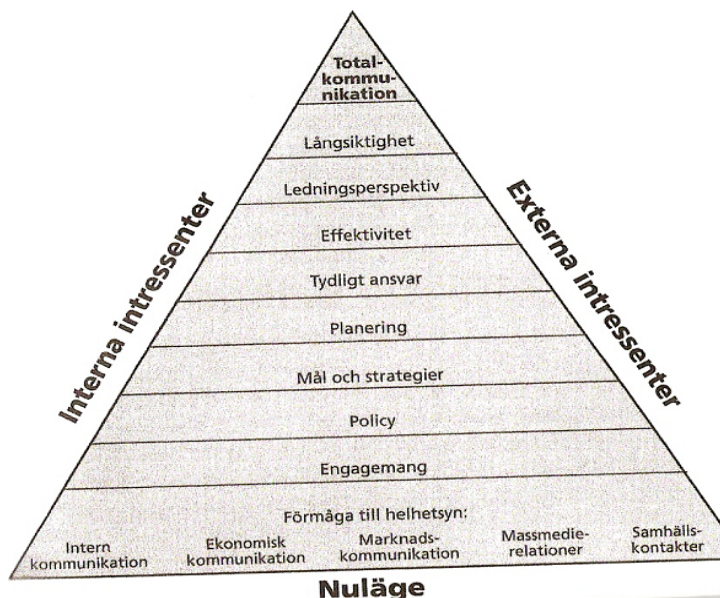 Total-
kommu-
nikation
Långsiktighet
Ledningsperspektiv
Effektivitet
Tydligt ansvar
Planering
Mål och strategier
Policy
Engagemang
Förmåga till helhetsyn:
Intern
kommunikation
Ekonomisk
kommunikation
Marknads-
kommunikation
Massmedie-
relationer
Samhälls-
kontakter
Interna intressenter
Externa intressenter
Nuläge